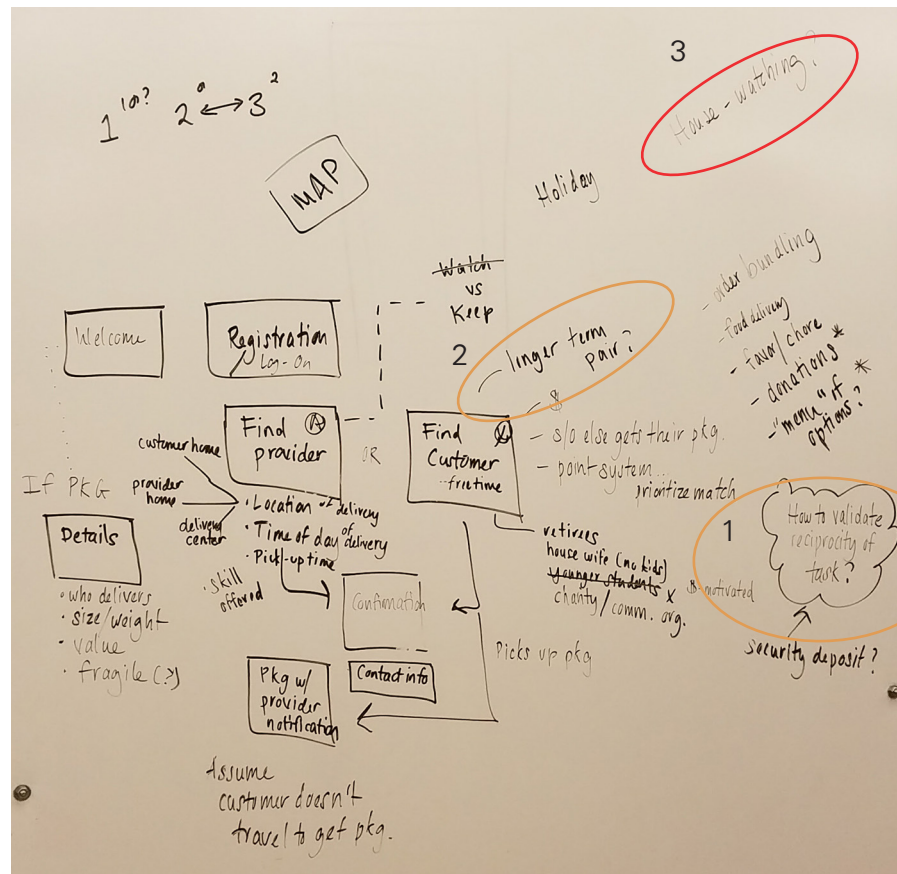 3
House-watching?
1
2 ↔ 3
2
MAP
Holiday
Watch
vs
Keep
- order bundling
- food delivery
- favor/chore
- donations*
- "menu" of *
options?
Welcome
Registration
Log-On
2
longer term
pair?
Find
provider
OR
Find
Customer
free time
- $
- s/o else gets their pkg.
- point system...
prioritize match
customer home
provider
home
delivery
center
• Location of delivery
• Time of day of delivery
• Pick-up time
• skill
offered
If PKG
Details
• who delivers
• size/weight
• value
• fragile (?)
retirees
house wife (no kids)
younger students x
charity/comm. org.
$-motivated
1
How to validate
reciprocity of
task?
security deposit?
Confirmation
Contact info
Picks up pkg
Pkg w/
provider
notification
Assume
customer doesn't
travel to get pkg.